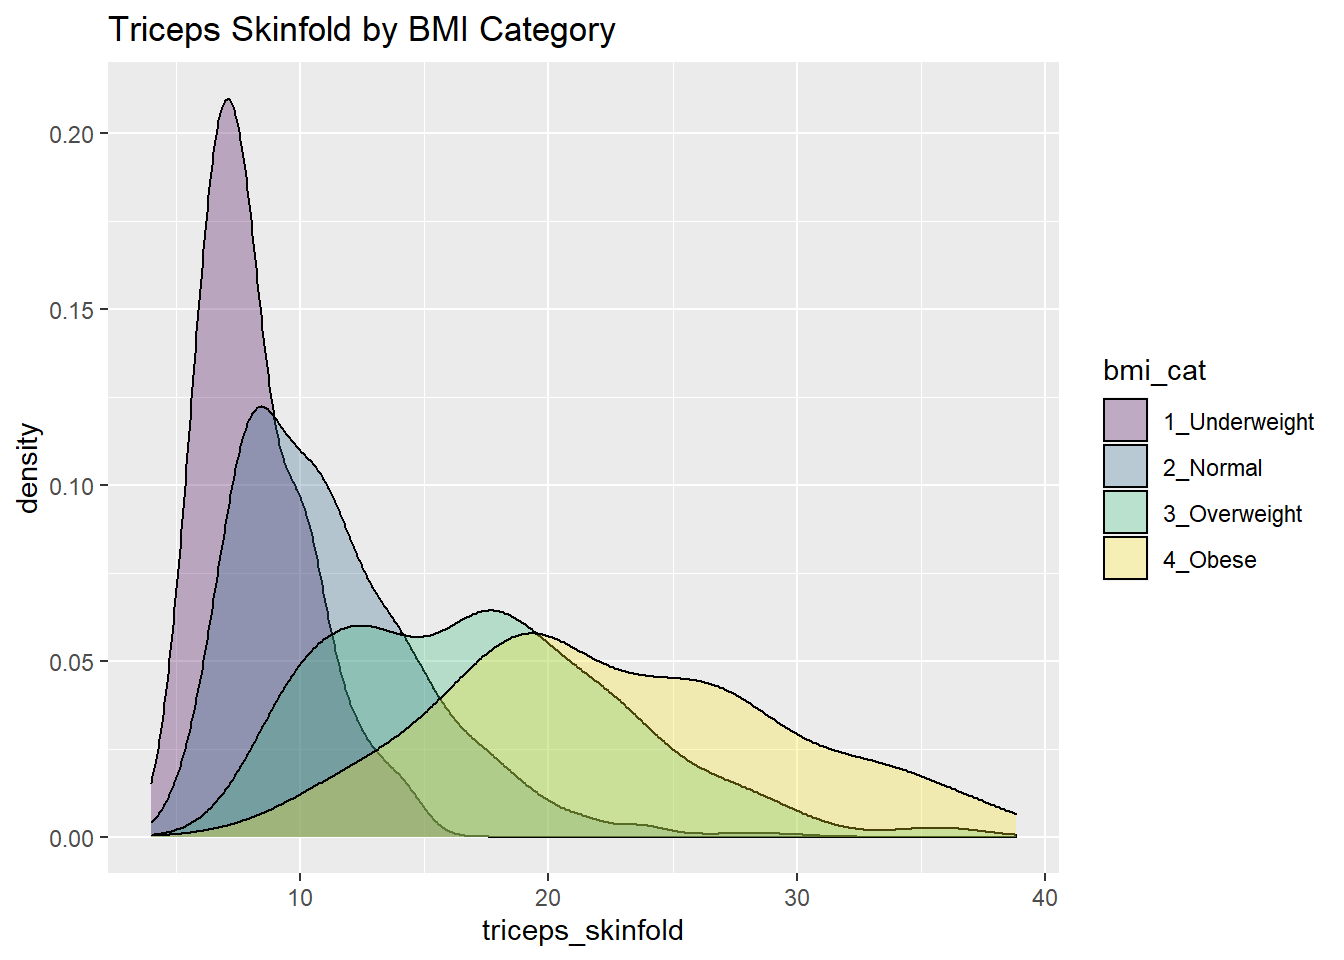 Triceps Skinfold by BMI Category
density
0.20
0.15
0.10
0.05
0.00
10 20 30 40
triceps_skinfold
bmi_cat
1_Underweight
2_Normal
3_Overweight
4_Obese